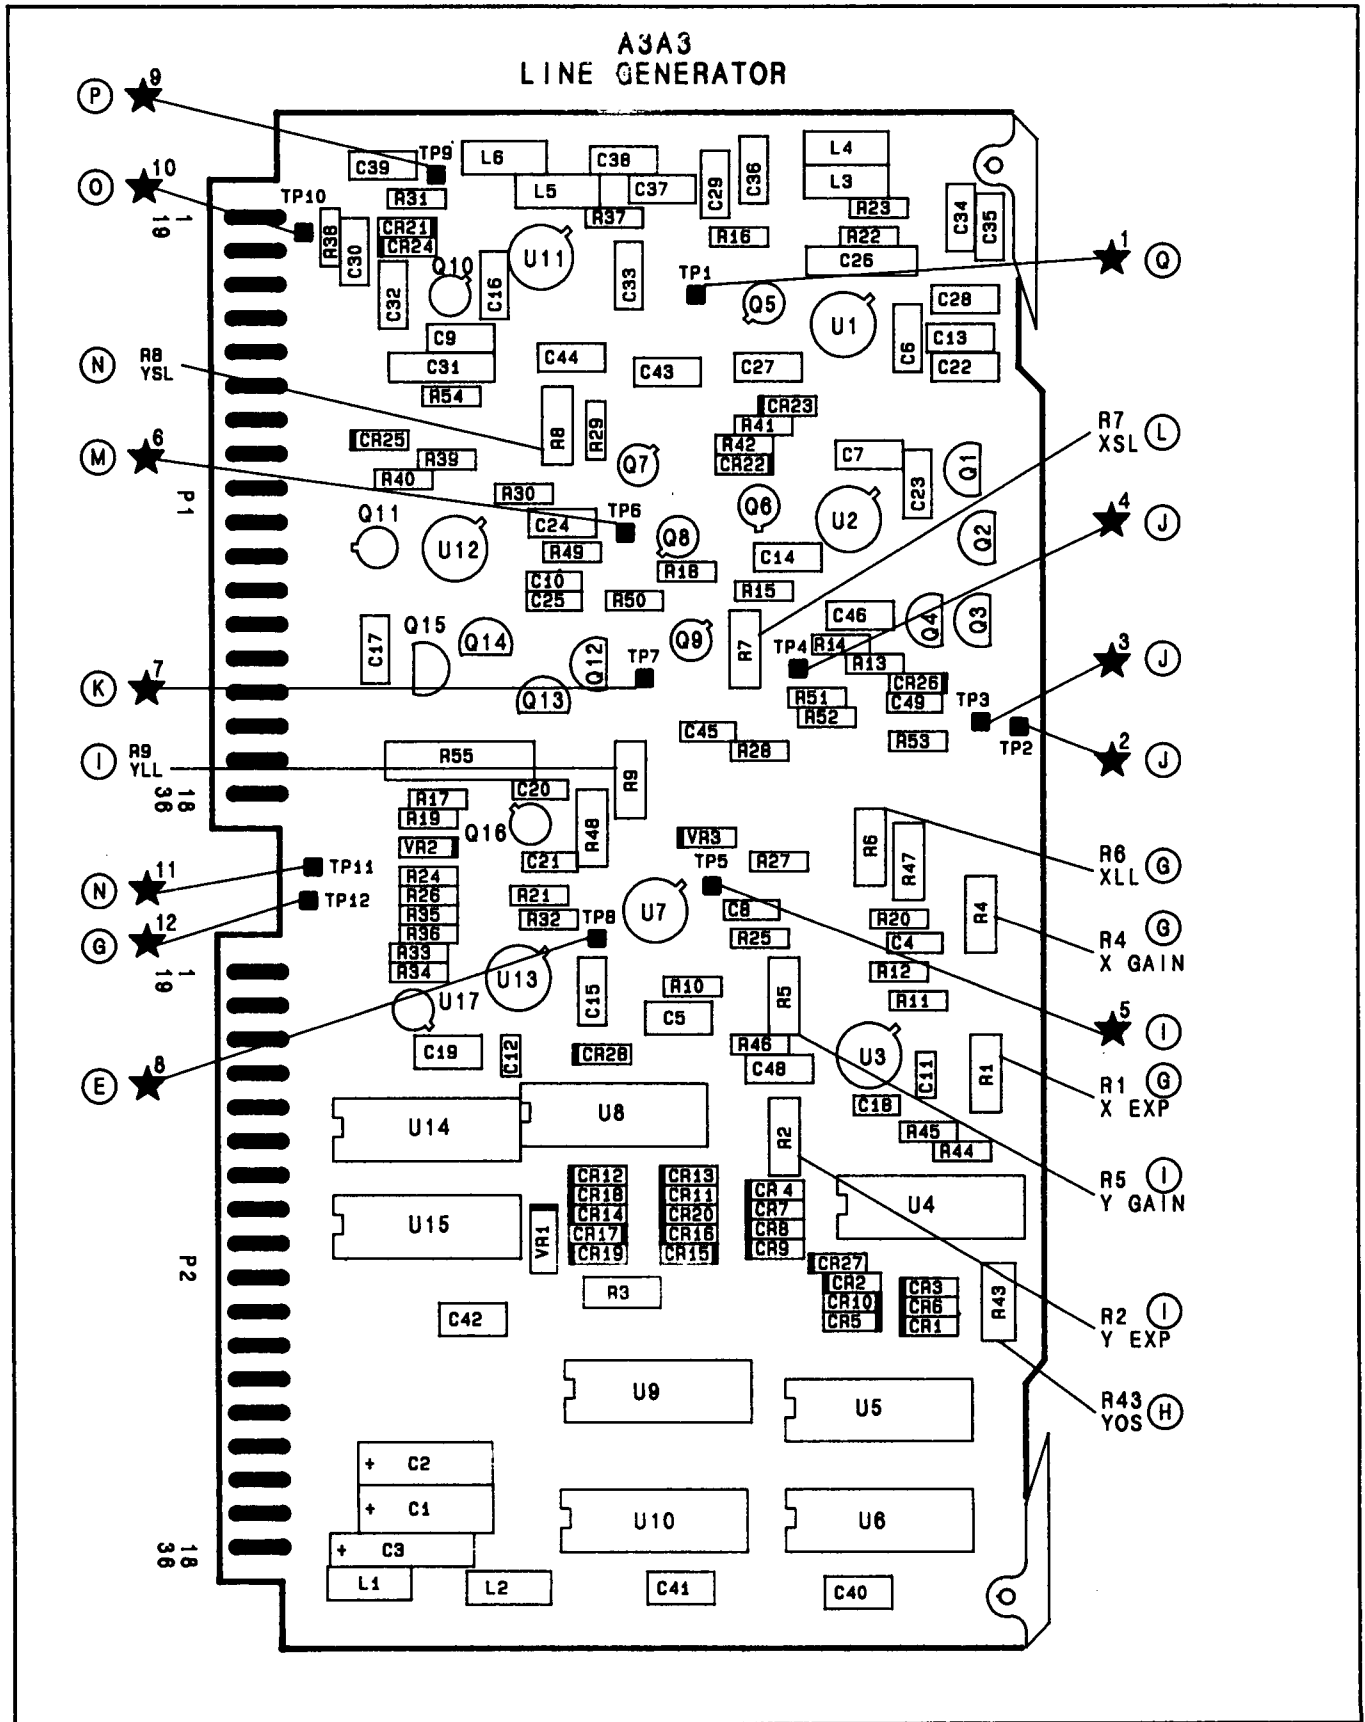 A3A3
LINE GENERATOR
P 9
O 10
N R8
YSL
M 6
K 7
I R9
YLL
N 11
G 12
E 8
1
19
P1
18
36
1
19
P2
18
36
1 Q
R7
XSL L
4 J
3 J
2 J
R6
XLL G
R4 G
X GAIN
5 I
R1 G
X EXP
R5 I
Y GAIN
R2 I
Y EXP
R43
YOS H
C39 TP9 L6 C38 C29 C36 L4
L5 C37 L3
TP10 R31 R37 R23 C34 C35
R38 C30 CR21 R16 R22
CR24 U11 C33 C26
Q10 C16 TP1
C32 Q5 U1 C28
C9 C6 C13
C31 C44 C43 C27 C22
R54 CR23
R8 R29 R41
CR25 R39 Q7 R42 C7 Q1
R40 CR22 C23
R30 Q6 U2
Q11 U12 C24 TP6 Q8 Q2
R49 R18 C14
C10 R15
C25 R50 C46
C17 Q15 Q14 Q9 R7 Q4 Q3
Q12 TP7 TP4 R14
R13
Q13 R51 CR26
R52 C49 TP3
C45 TP2
R55 R28 R53
R9
C20
R17 R48
R19 Q16 R6 R47
VR2 VR3
C21 TP5 R27
TP11 R24
TP12 R26 R21 U7 C8 R20 R4
R35 R32 TP8
R36 R25 C4
R33 U13
R34 C15 R10 R5 R12
U17 C5 R11
C19 C12 CR28 R46 U3 C11 R1
C48
U14 U8 R2 C18
R45
R44
CR12 CR13
U15 VR1 CR18 CR11 CR4 U4
CR14 CR20 CR7
CR17 CR16 CR8
CR19 CR15 CR9
CR27
R3 CR2 CR3 R43
C42 CR10 CR6
CR5 CR1
U9 U5
+ C2
+ C1 U10 U6
+ C3
L1 L2 C41 C40